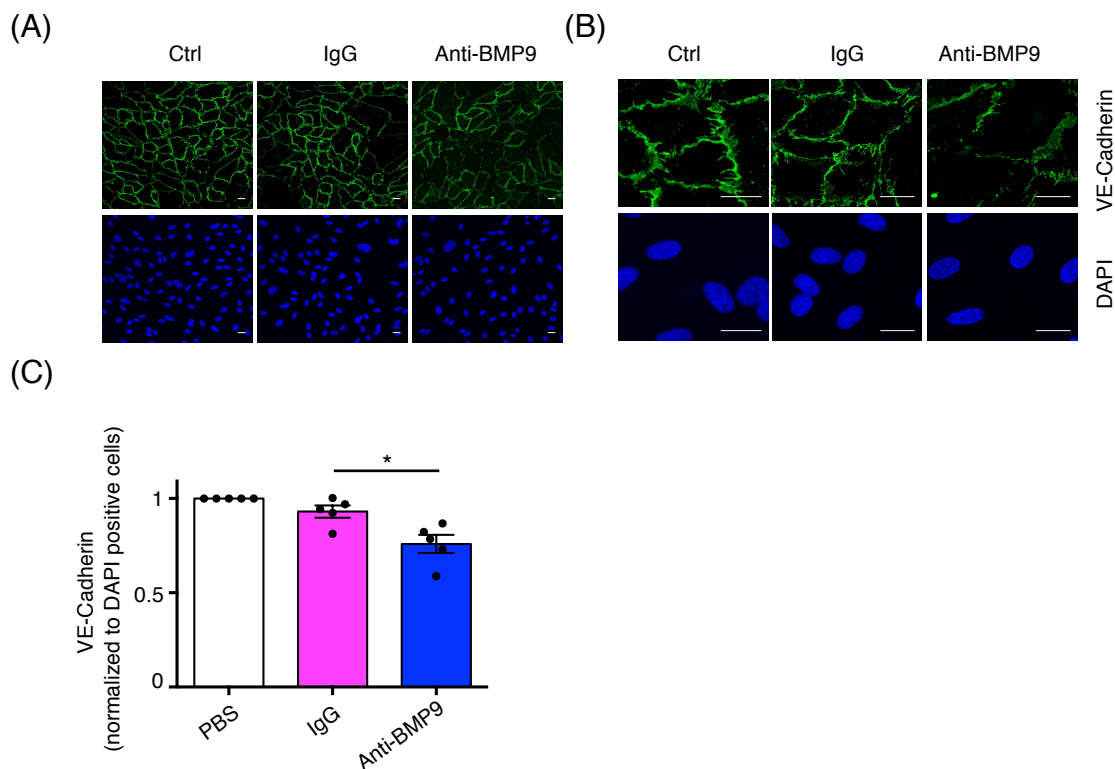 (A)
Ctrl IgG Anti-BMP9
(B)
Ctrl IgG Anti-BMP9
VE-Cadherin
DAPI
(C)
VE-Cadherin
(normalized to DAPI positive cells)
*
1
0.5
0
PBS
IgG
Anti-BMP9